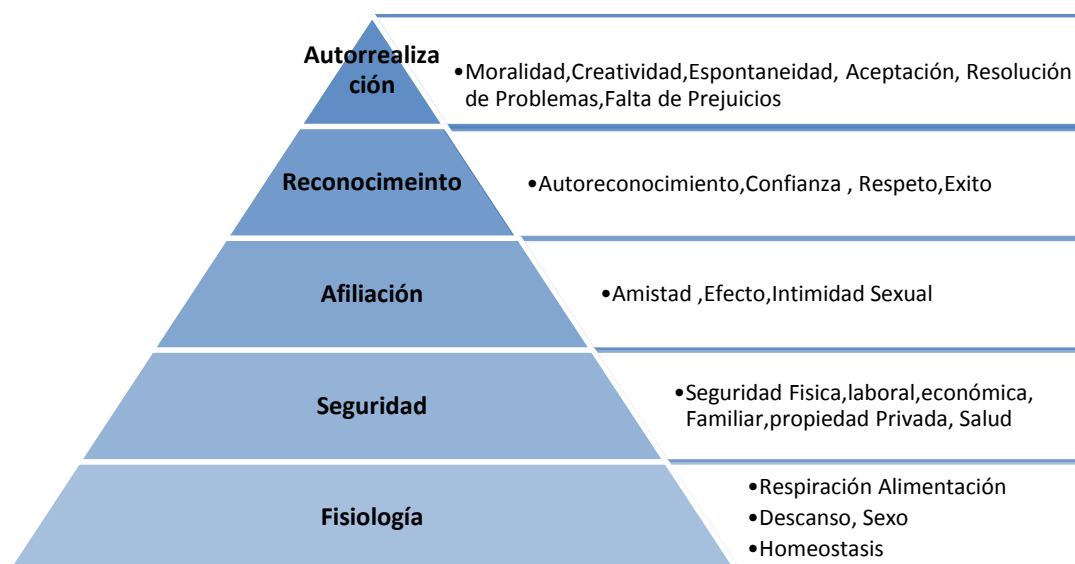 Autorrealiza
ción
•Moralidad,Creatividad,Espontaneidad, Aceptación, Resolución
de Problemas,Falta de Prejuicios
Reconocimeinto
•Autoreconocimiento,Confianza , Respeto,Exito
Afiliación
•Amistad ,Efecto,Intimidad Sexual
Seguridad
•Seguridad Fisica,laboral,económica,
Familiar,propiedad Privada, Salud
Fisiología
•Respiración Alimentación
•Descanso, Sexo
•Homeostasis